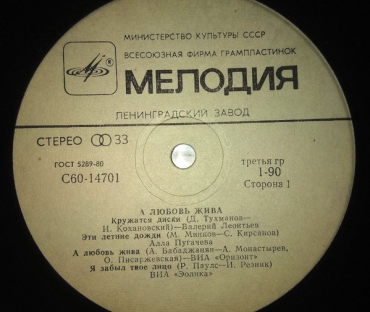 МИНИСТЕРСТВО КУЛЬТУРЫ СССР
ВСЕСОЮЗНАЯ ФИРМА ГРАМПЛАСТИНОК
МЕЛОДИЯ
ЛЕНИНГРАДСКИЙ ЗАВОД
СТЕРЕО 33
ГОСТ 5289-80
С60-14701
третья гр
1-90
Сторона 1
А ЛЮБОВЬ ЖИВА
Кружатся диски (Д. Тухманов—
И. Кохановский)—Валерий Леонтьев
Эти летние дожди (М. Минков—С. Кирсанов)
Алла Пугачева
А любовь жива (А. Бабаджанян—А. Монастырев,
О. Писаржевская)—ВИА «Оризонт»
Я забыл твое лицо (Р. Паулс—И. Резник)
ВИА «Эолика»